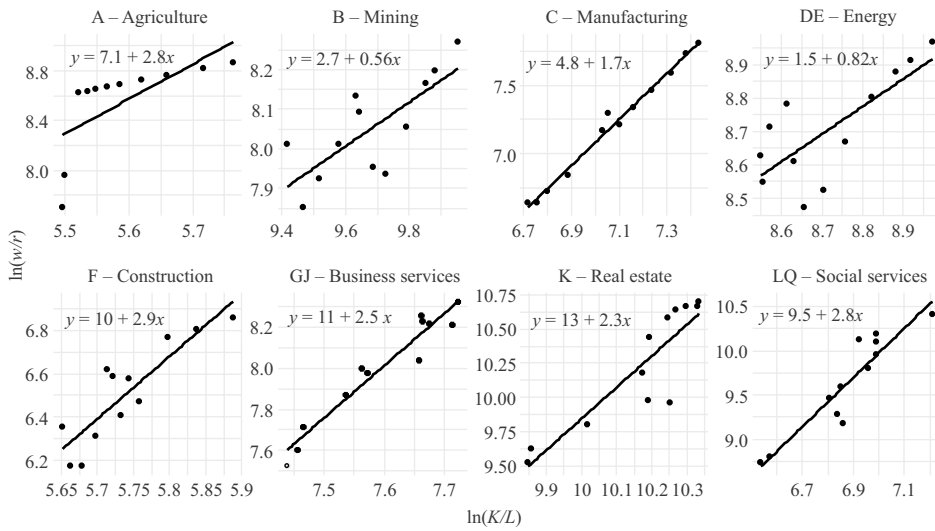 A – Agriculture
B – Mining
C – Manufacturing
DE – Energy
y = 7.1 + 2.8x
y = 2.7 + 0.56x
y = 4.8 + 1.7x
y = 1.5 + 0.82x
8.8
8.4
8.0
5.5 5.6 5.7
8.2
8.1
8.0
7.9
9.4 9.6 9.8
7.5
7.0
6.7 6.9 7.1 7.3
8.9
8.8
8.7
8.6
8.5
8.6 8.7 8.8 8.9
ln(w/r)
F – Construction
GJ – Business services
K – Real estate
LQ – Social services
y = 10 + 2.9x
y = 11 + 2.5x
y = 13 + 2.3x
y = 9.5 + 2.8x
6.8
6.6
6.4
6.2
5.65 5.7 5.75 5.8 5.85 5.9
8.2
8.0
7.8
7.6
7.5 7.6 7.7
10.75
10.50
10.25
10.00
9.75
9.50
9.9 10 10.1 10.2 10.3
10.5
10.0
9.5
9.0
6.7 6.9 7.1
ln(K/L)